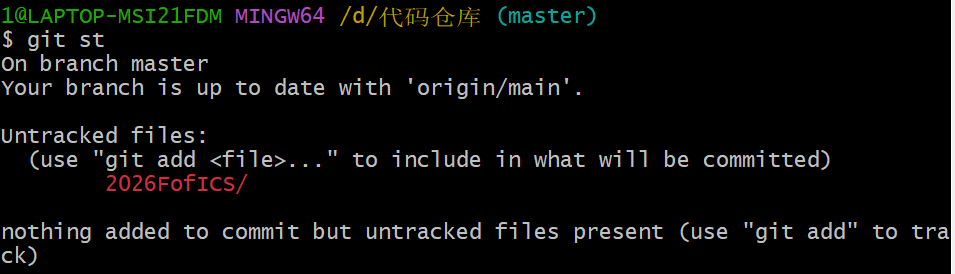 1@LAPTOP-MSI21FDM MINGW64 /d/代码仓库 (master)
$ git st
On branch master
Your branch is up to date with 'origin/main'.

Untracked files:
  (use "git add <file>..." to include in what will be committed)
        2026FofICS/

nothing added to commit but untracked files present (use "git add" to tra
ck)